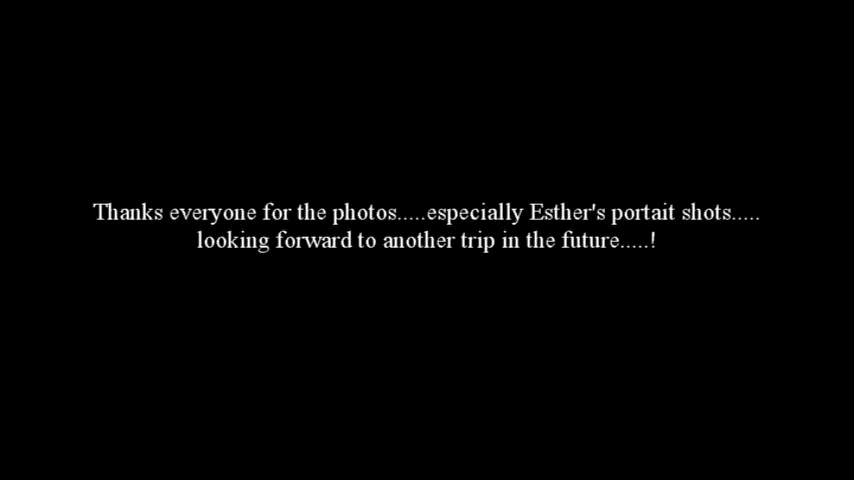 Thanks everyone for the photos.....especially Esther's portait shots.....
looking forward to another trip in the future.....!